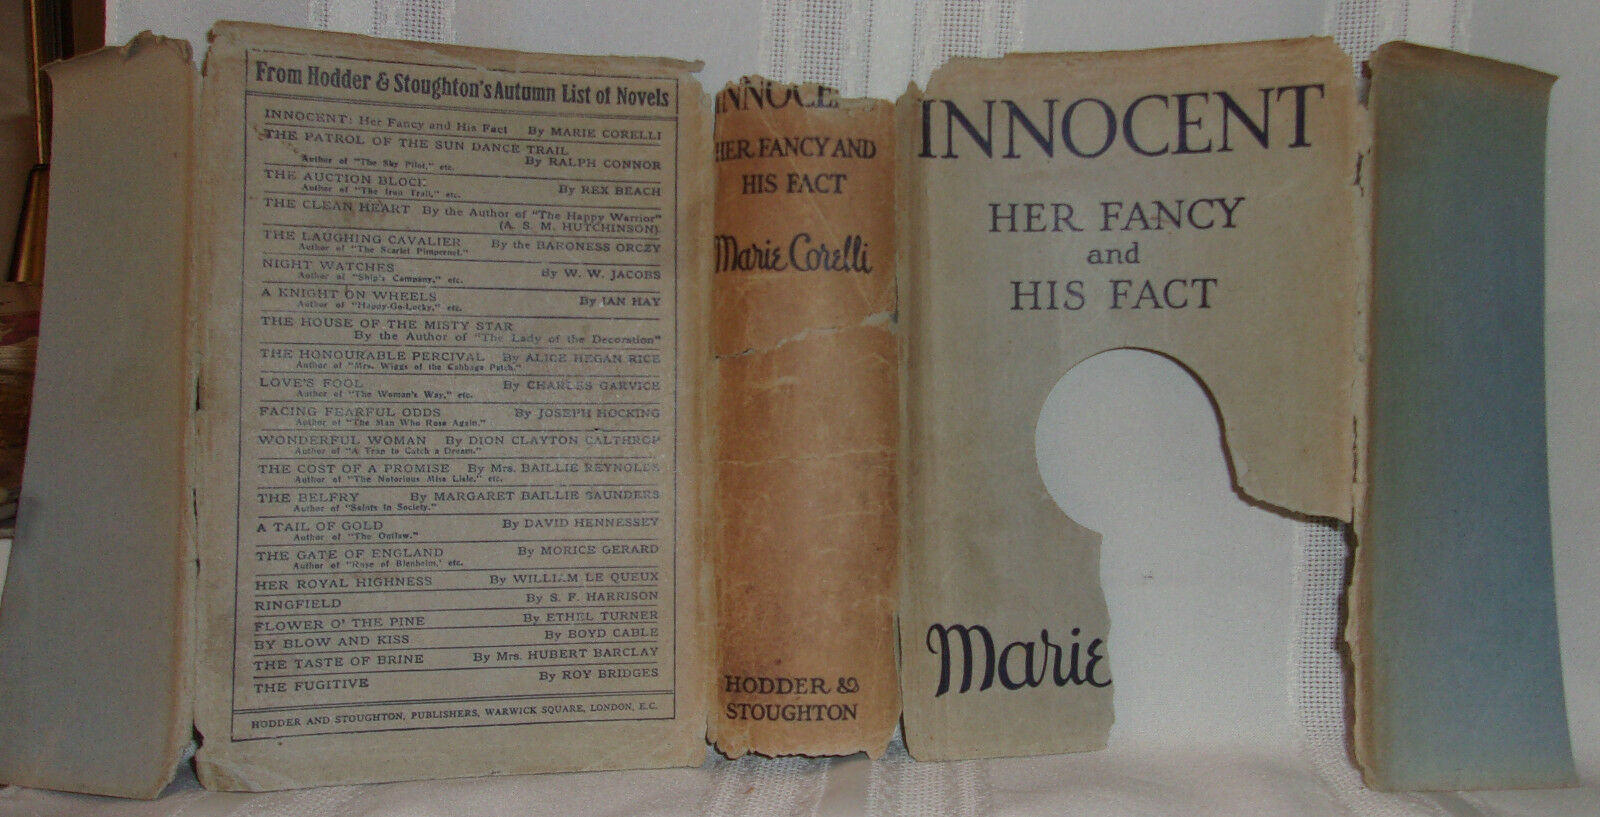 From Hodder & Stoughton's Autumn List of Novels
INNOCENT: Her Fancy and His Fact By MARIE CORELLI
THE PATROL OF THE SUN DANCE TRAIL
Author of "The Sky Pilot," etc. By RALPH CONNOR
THE AUCTION BLOCK
Author of "The Iron Trail," etc. By REX BEACH
THE CLEAN HEART By the Author of "The Happy Warrior"
(A. S. M. HUTCHINSON)
THE LAUGHING CAVALIER By the BARONESS ORCZY
Author of "The Scarlet Pimpernel."
NIGHT WATCHES By W. W. JACOBS
Author of "Ship's Company," etc.
A KNIGHT ON WHEELS By IAN HAY
Author of "Happy-Go-Lucky," etc.
THE HOUSE OF THE MISTY STAR
By the Author of "The Lady of the Decoration"
THE HONOURABLE PERCIVAL By ALICE HEGAN RICE
Author of "Mrs. Wiggs of the Cabbage Patch."
LOVE'S FOOL By CHARLES GARVICE
Author of "The Woman's Way," etc.
FACING FEARFUL ODDS By JOSEPH HOCKING
Author of "The Man Who Rose Again."
WONDERFUL WOMAN By DION CLAYTON CALTHROP
Author of "A Trap to Catch a Dream."
THE COST OF A PROMISE By Mrs. BAILLIE REYNOLDS
Author of "The Notorious Miss Lisle," etc.
THE BELFRY By MARGARET BAILLIE SAUNDERS
Author of "Saints in Society."
A TAIL OF GOLD By DAVID HENNESSEY
Author of "The Outlaw."
THE GATE OF ENGLAND By MORICE GERARD
Author of "Rose of Blenheim," etc.
HER ROYAL HIGHNESS By WILLIAM LE QUEUX
RINGFIELD By S. F. HARRISON
FLOWER O' THE PINE By ETHEL TURNER
BY BLOW AND KISS By BOYD CABLE
THE TASTE OF BRINE By Mrs. HUBERT BARCLAY
THE FUGITIVE By ROY BRIDGES
HODDER AND STOUGHTON, PUBLISHERS, WARWICK SQUARE, LONDON, E.C.
INNOCE
HER FANCY AND
HIS FACT
Marie Corelli
HODDER &
STOUGHTON
INNOCENT
HER FANCY
and
HIS FACT
Marie